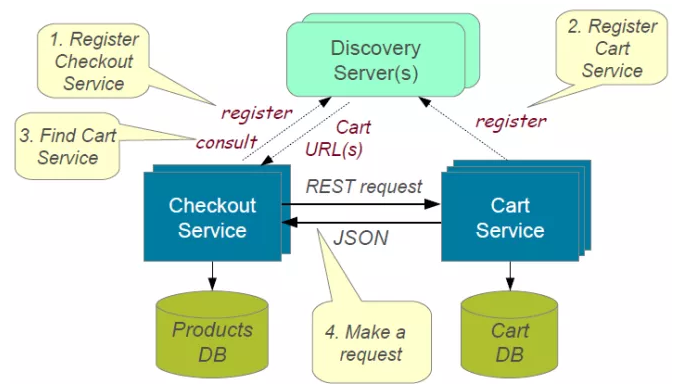 1. Register
Checkout
Service
Discovery
Server(s)
2. Register
Cart
Service
register
consult
Cart
URL(s)
register
3. Find Cart
Service
Checkout
Service
REST request
JSON
Cart
Service
Products
DB
4. Make a
request
Cart
DB